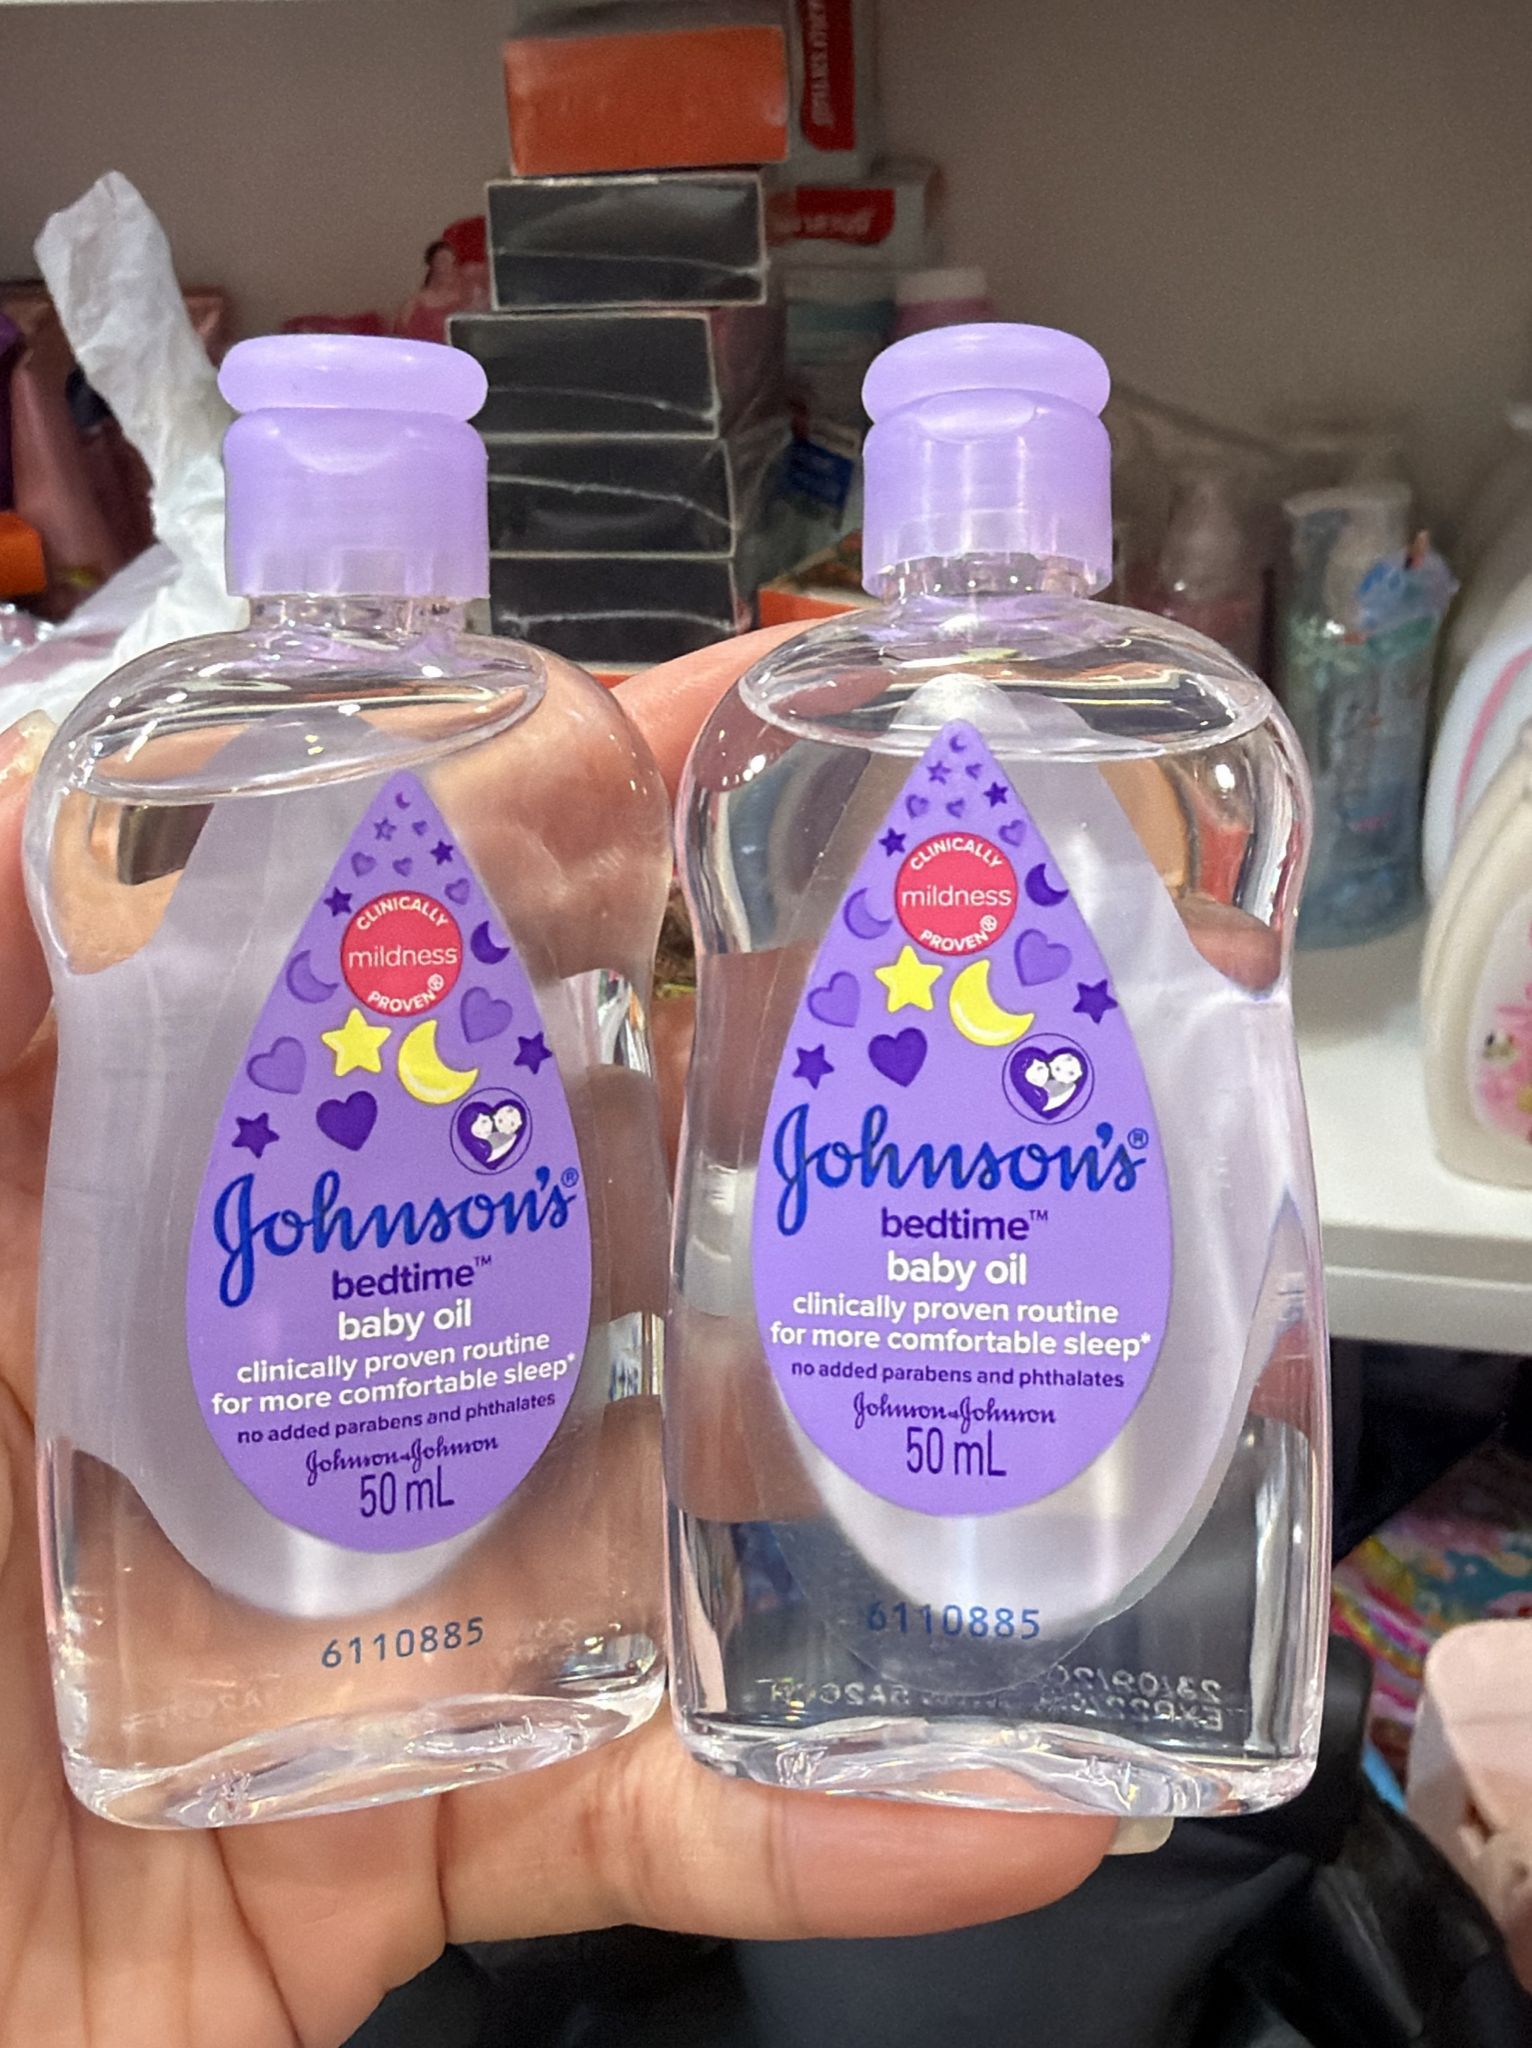 CLINICALLY
mildness
PROVEN®
Johnson's®
bedtime™
baby oil
clinically proven routine
for more comfortable sleep*
no added parabens and phthalates
Johnson & Johnson
50 mL
6110885
CLINICALLY
mildness
PROVEN®
Johnson's®
bedtime™
baby oil
clinically proven routine
for more comfortable sleep*
no added parabens and phthalates
Johnson & Johnson
50 mL
6110885